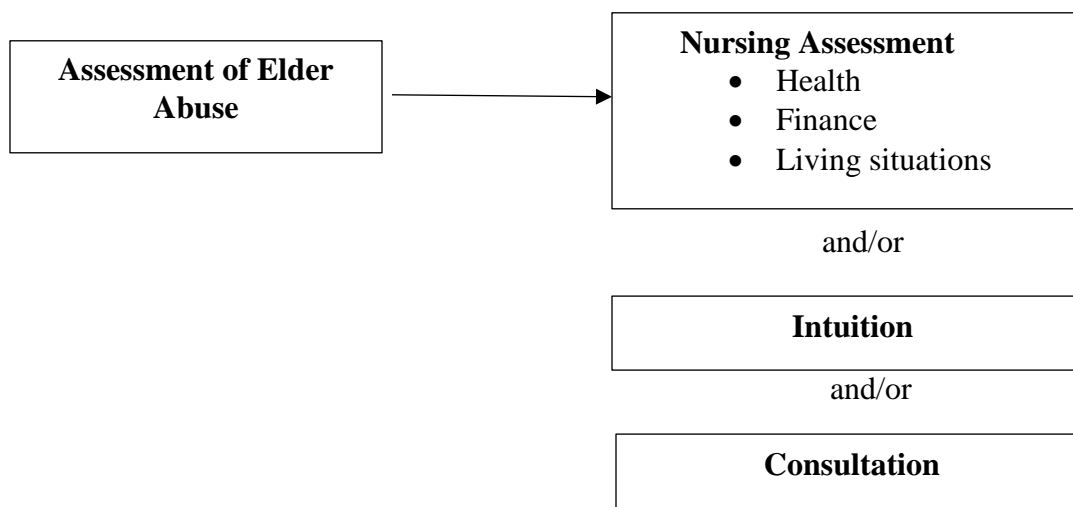 Assessment of Elder
Abuse
Nursing Assessment
• Health
• Finance
• Living situations
and/or
Intuition
and/or
Consultation